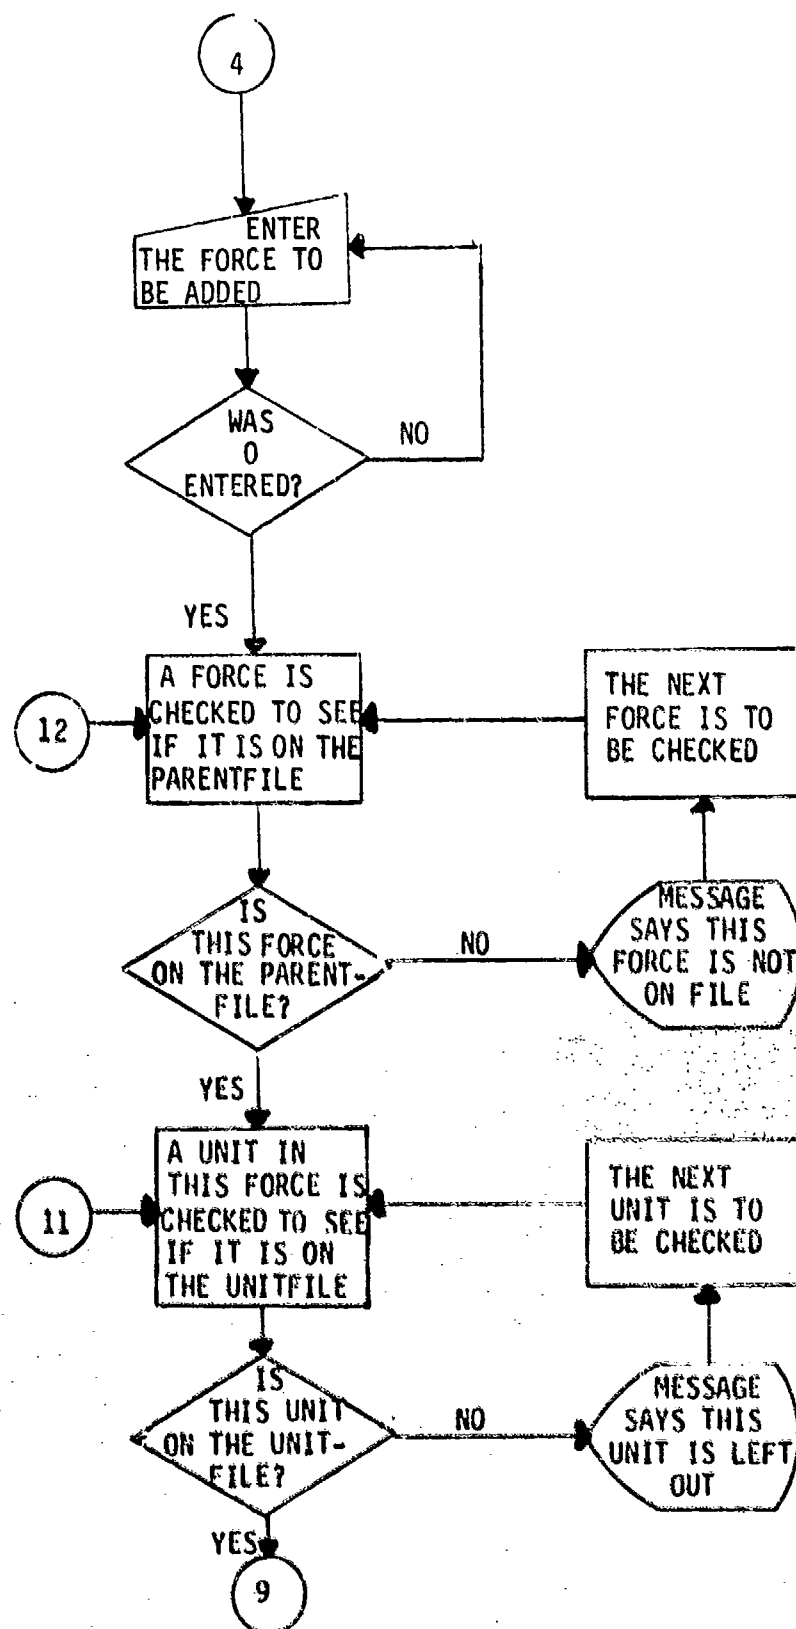 4
ENTER
THE FORCE TO
BE ADDED
WAS
0
ENTERED?
NO
YES
A FORCE IS
CHECKED TO SEE
IF IT IS ON THE
PARENTFILE
12
THE NEXT
FORCE IS TO
BE CHECKED
IS
THIS FORCE
ON THE PARENT-
FILE?
NO
MESSAGE
SAYS THIS
FORCE IS NOT
ON FILE
YES
A UNIT IN
THIS FORCE IS
CHECKED TO SEE
IF IT IS ON
THE UNITFILE
11
THE NEXT
UNIT IS TO
BE CHECKED
IS
THIS UNIT
ON THE UNIT-
FILE?
NO
MESSAGE
SAYS THIS
UNIT IS LEFT
OUT
YES
9